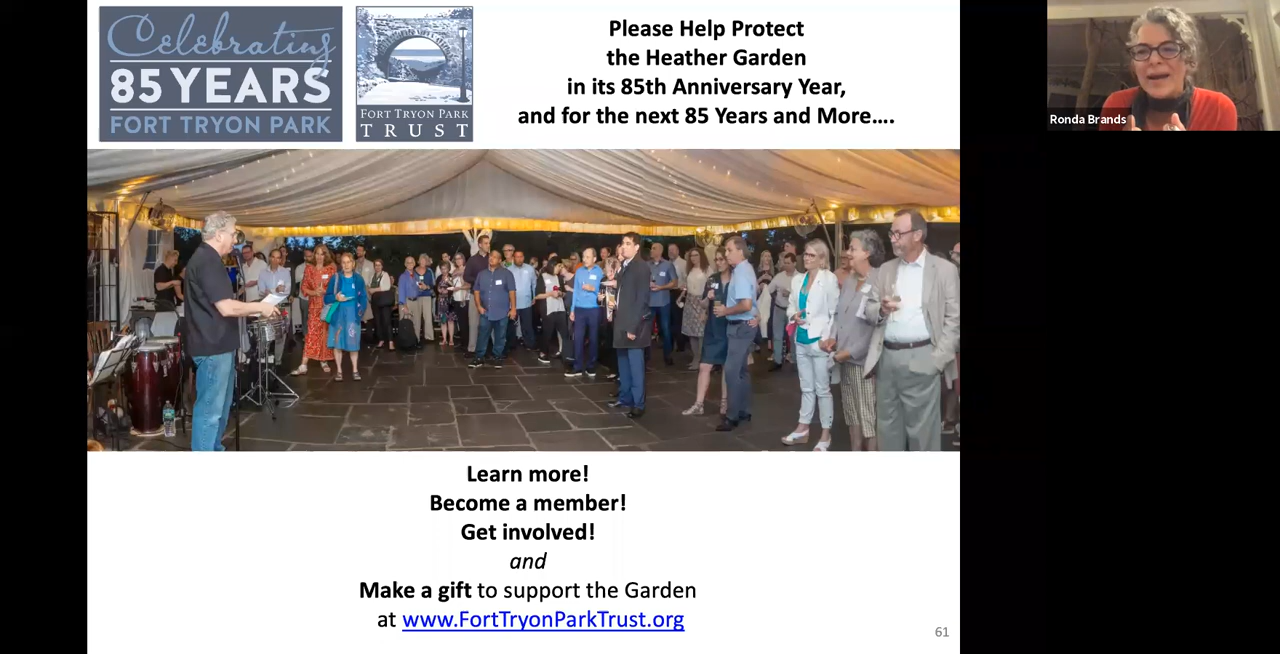 Celebrating
85 YEARS
FORT TRYON PARK
FORT TRYON PARK
TRUST
Please Help Protect
the Heather Garden
in its 85th Anniversary Year,
and for the next 85 Years and More....
Ronda Brands
Learn more!
Become a member!
Get involved!
and
Make a gift to support the Garden
at www.FortTryonParkTrust.org
61